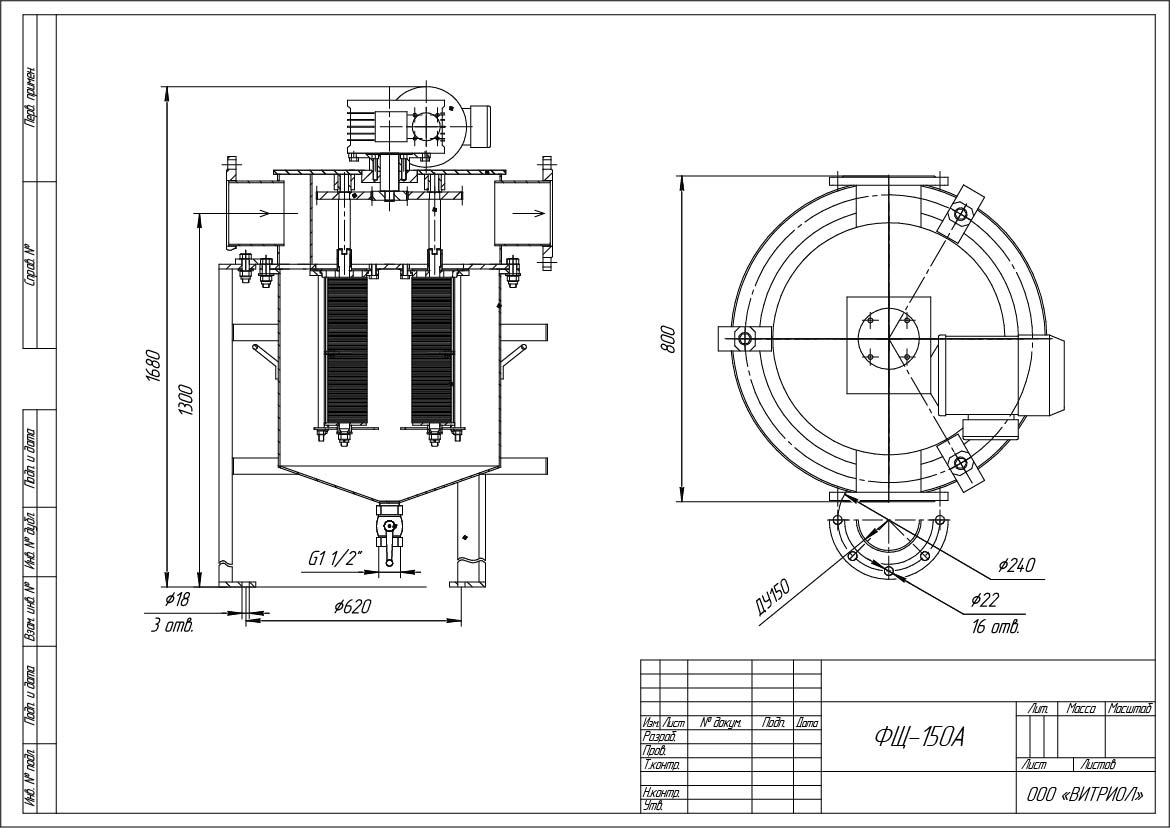 Перв. примен.
Справ. №
Подп. и дата
Инв. № дубл.
Взам. инв. №
Подп. и дата
Инв. № подл.
1680
1300
G1 1/2"
ϕ18
3 отв.
ϕ620
800
ДУ150
ϕ240
ϕ22
16 отв.
Изм. Лист № докум. Подп. Дата
Разраб.
Пров.
Т.контр.
Н.контр.
Утв.
ФЩ-150А
Лит. Масса Масштаб
Лист Листов
ООО «ВИТРИОЛ»